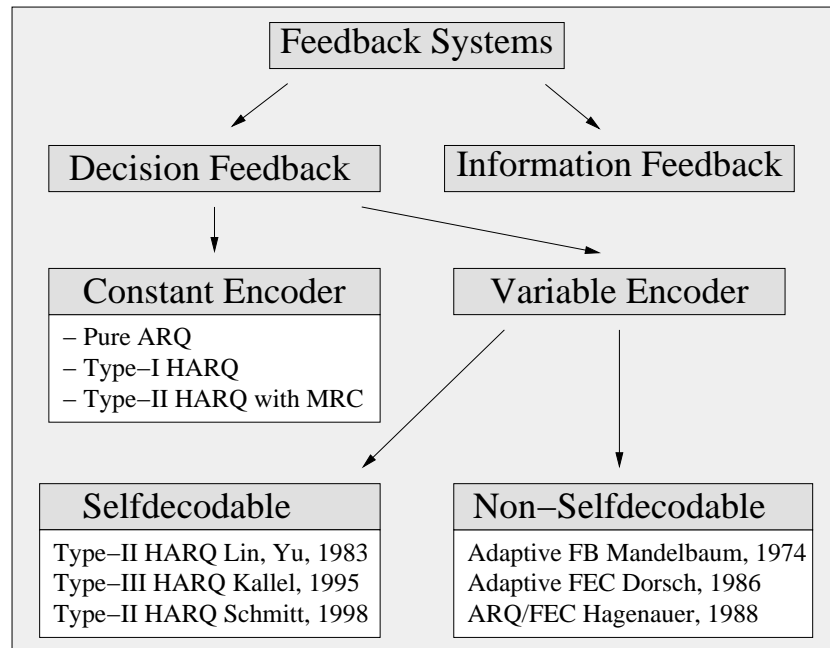 Feedback Systems
Decision Feedback
Information Feedback
Constant Encoder
– Pure ARQ
– Type–I HARQ
– Type–II HARQ with MRC
Variable Encoder
Selfdecodable
Type–II HARQ Lin, Yu, 1983
Type–III HARQ Kallel, 1995
Type–II HARQ Schmitt, 1998
Non–Selfdecodable
Adaptive FB Mandelbaum, 1974
Adaptive FEC Dorsch, 1986
ARQ/FEC Hagenauer, 1988